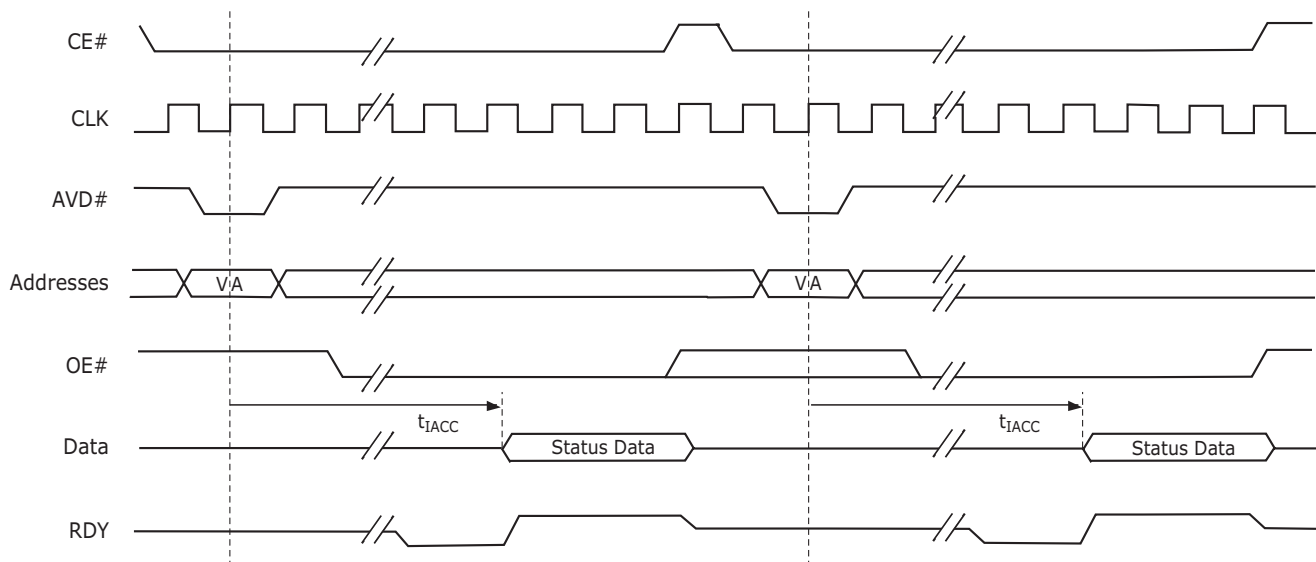 CE#
CLK
AVD#
Addresses
VA
VA
OE#
tIACC
tIACC
Data
Status Data
Status Data
RDY